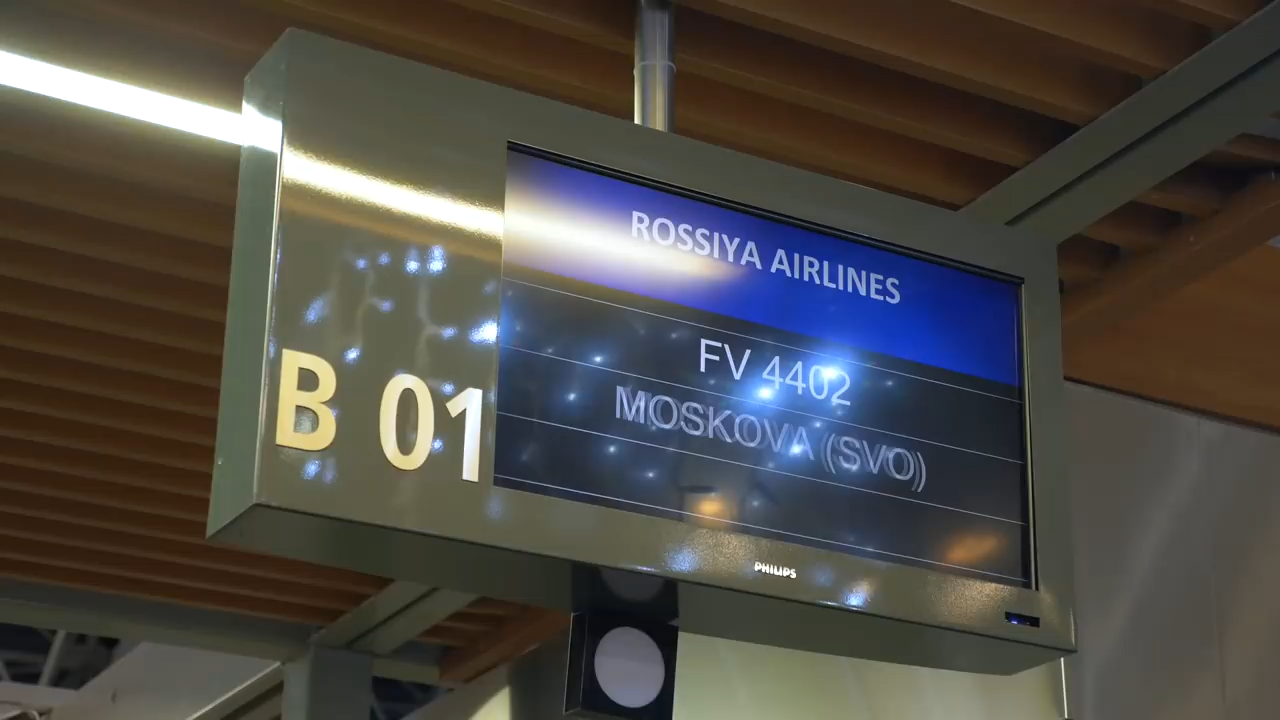 ROSSIYA AIRLINES
FV 4402
MOSKOVA (SVO)
B 01
PHILIPS